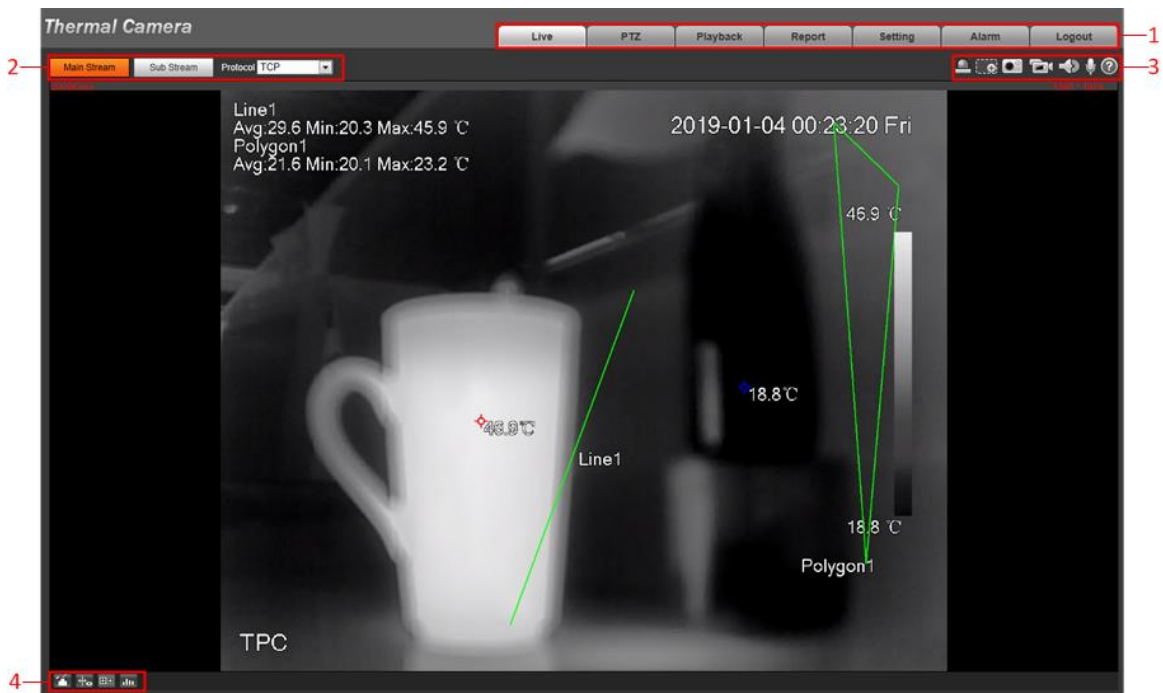 Thermal Camera
Live PTZ Playback Report Setting Alarm Logout
1
2
Main Stream Sub Stream Protocol TCP
3
Line1
Avg:29.6 Min:20.3 Max:45.9 ℃
Polygon1
Avg:21.6 Min:20.1 Max:23.2 ℃
2019-01-04 00:23:20 Fri
46.9 ℃
18.8℃
Line1
18.8 ℃
Polygon1
TPC
4